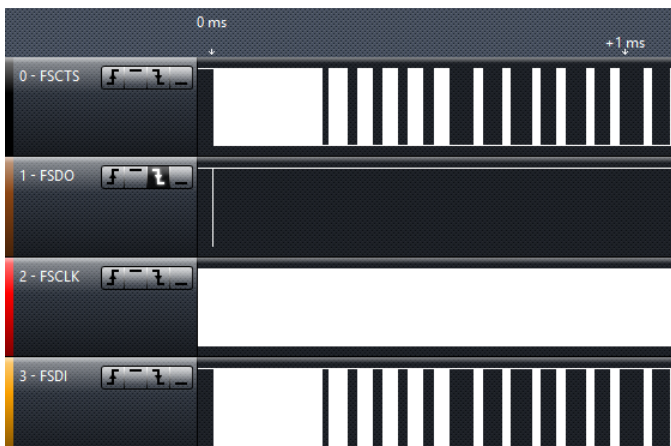 0 ms
+1 ms
0 - FSCTS
1 - FSDO
2 - FSCLK
3 - FSDI